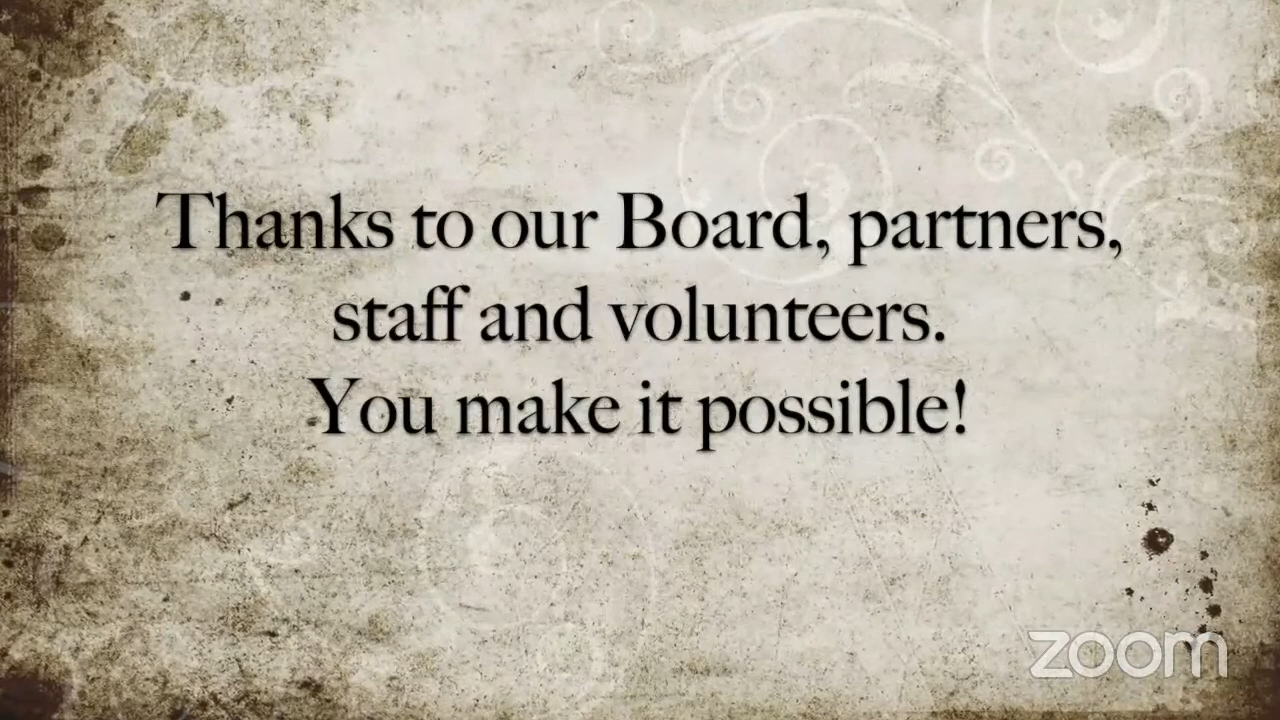 Thanks to our Board, partners,
staff and volunteers.
You make it possible!
zoom